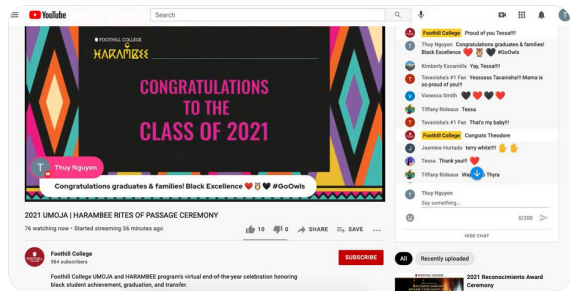 YouTube
Search
T
FOOTHILL COLLEGE
HARAMBEE
CONGRATULATIONS
TO THE
CLASS OF 2021
T
Thuy Nguyen
Congratulations graduates & families! Black Excellence ❤️ 🦉 🖤 #GoOwls
2021 UMOJA | HARAMBEE RITES OF PASSAGE CEREMONY
76 watching now • Started streaming 36 minutes ago
10
0
SHARE
SAVE
Foothill College
564 subscribers
SUBSCRIBE
Foothill College UMOJA and HARAMBEE program's virtual end-of-the-year celebration honoring
black student achievement, graduation, and transfer.
Foothill College Proud of you Tessa!!!!
T
Thuy Nguyen Congratulations graduates & families!
Black Excellence ❤️ 🦉 🖤 #GoOwls
Kimberly Escamilla Yay, Tessa!!!!
T
Tavanisha's #1 Fan Yesssss Tavanisha!! Mama is
so proud of you!!!
V
Vanessa Smith 🖤 ❤️ 🖤 ❤️
Tiffany Rideaux Tessa
T
Tavanisha's #1 Fan That's my baby!!!
Foothill College Congrats Theodore
J
Jasmine Hurtado terry white!!!! ✋ ✋
Tessa Thank you!! ❤️
Tiffany Rideaux Thyra
T
Thuy Nguyen
Say something...
0/200
HIDE CHAT
All
Recently uploaded
2021 Reconocimiento Award
Ceremony